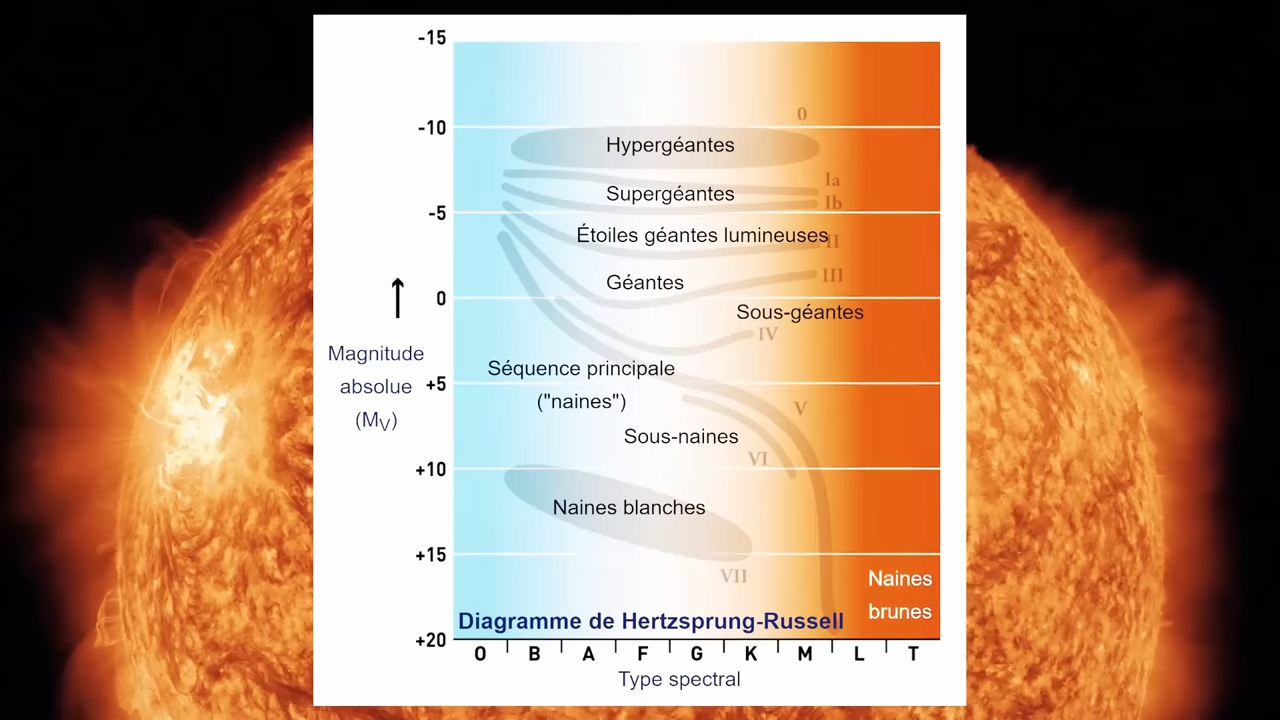 -15
0
-10
Hypergéantes
Ia
Supergéantes
Ib
-5
Étoiles géantes lumineuses
II
III
Géantes
0
Sous-géantes
IV
Magnitude
absolue
(MV)
Séquence principale
+5
("naines")
V
Sous-naines
VI
+10
Naines blanches
+15
VII
Naines
brunes
Diagramme de Hertzsprung-Russell
+20
O B A F G K M L T
Type spectral